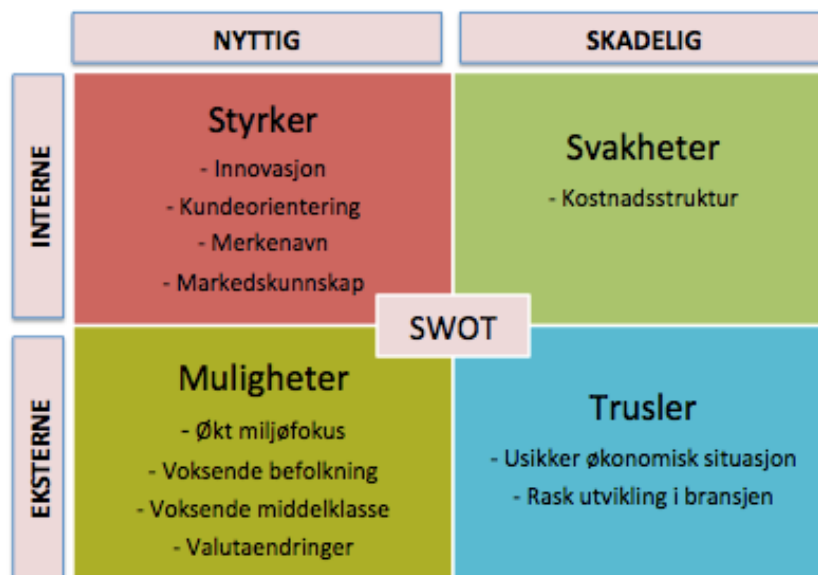 NYTTIG
SKADELIG
INTERNE
Styrker
- Innovasjon
- Kundeorientering
- Merkenavn
- Markedskunnskap
Svakheter
- Kostnadsstruktur
SWOT
EKSTERNE
Muligheter
- Økt miljøfokus
- Voksende befolkning
- Voksende middelklasse
- Valutaendringer
Trusler
- Usikker økonomisk situasjon
- Rask utvikling i bransjen